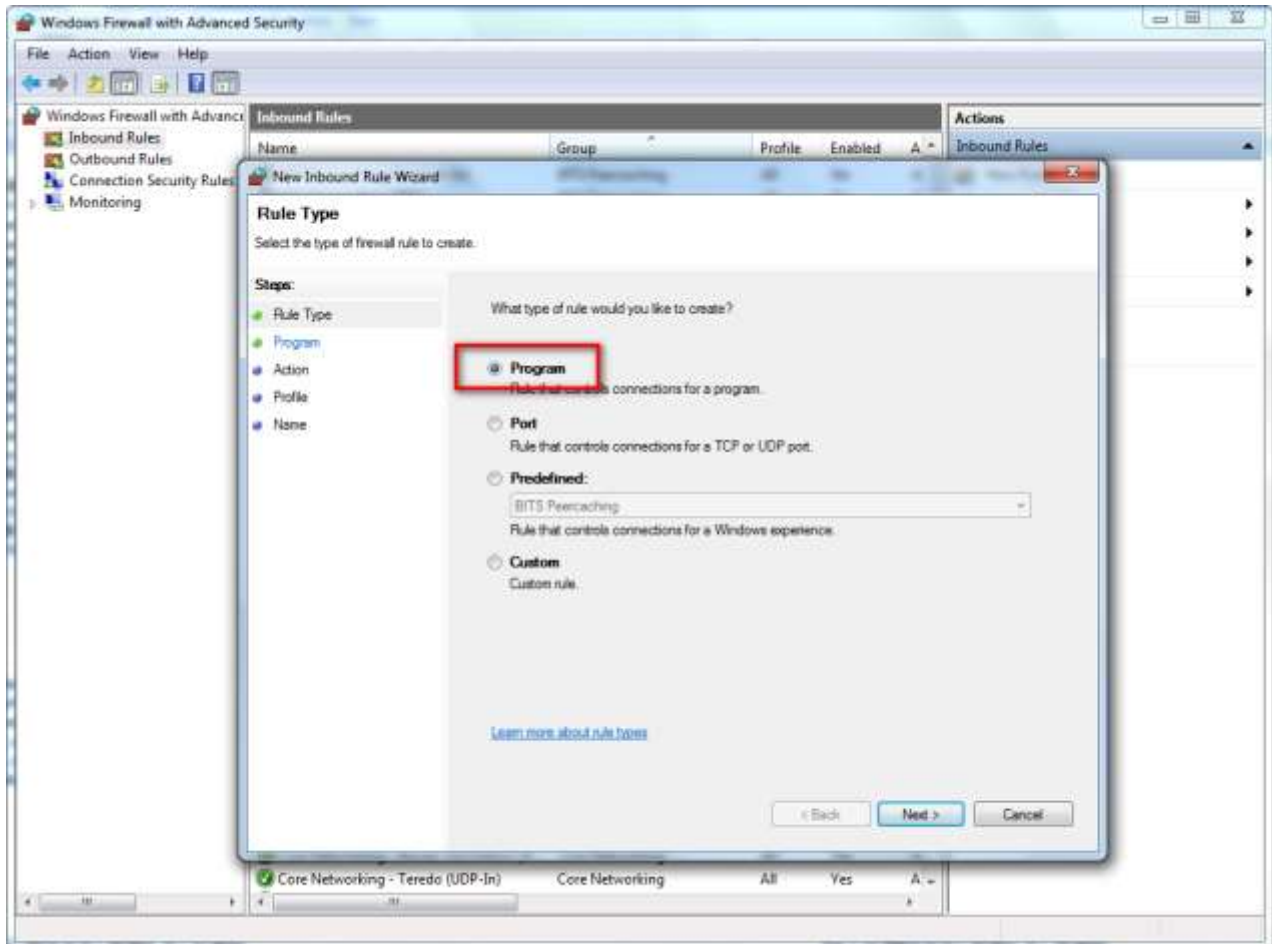 Windows Firewall with Advanced Security
File Action View Help
Windows Firewall with Advance
Inbound Rules
Outbound Rules
Connection Security Rules
Monitoring
Inbound Rules
Name Group Profile Enabled A
Actions
Inbound Rules
New Inbound Rule Wizard
Rule Type
Select the type of firewall rule to create.
Steps:
Rule Type
Program
Action
Profile
Name
What type of rule would you like to create?
Program
Rule that controls connections for a program.
Port
Rule that controls connections for a TCP or UDP port.
Predefined:
BITS Peercaching
Rule that controls connections for a Windows experience.
Custom
Custom rule.
Learn more about rule types
< Back Next > Cancel
Core Networking - Teredo (UDP-In) Core Networking All Yes A